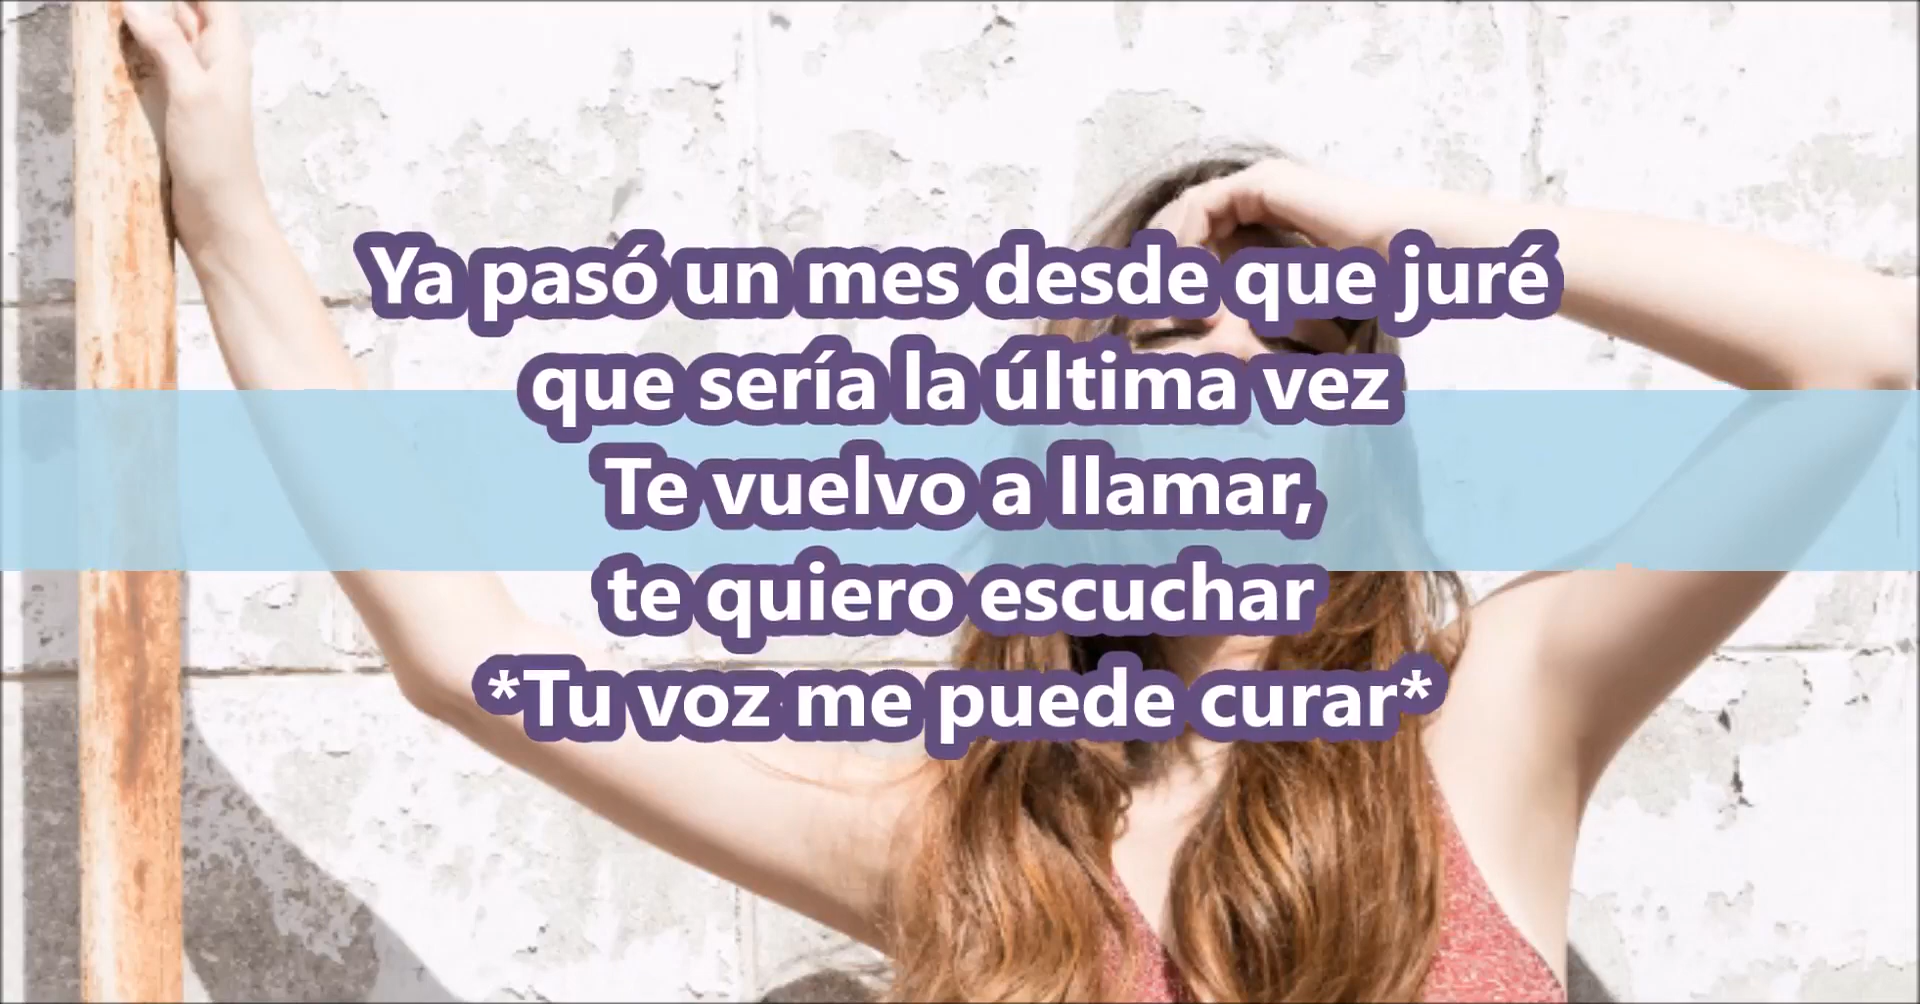 Ya pasó un mes desde que juré
que sería la última vez
Te vuelvo a llamar,
te quiero escuchar
*Tu voz me puede curar*